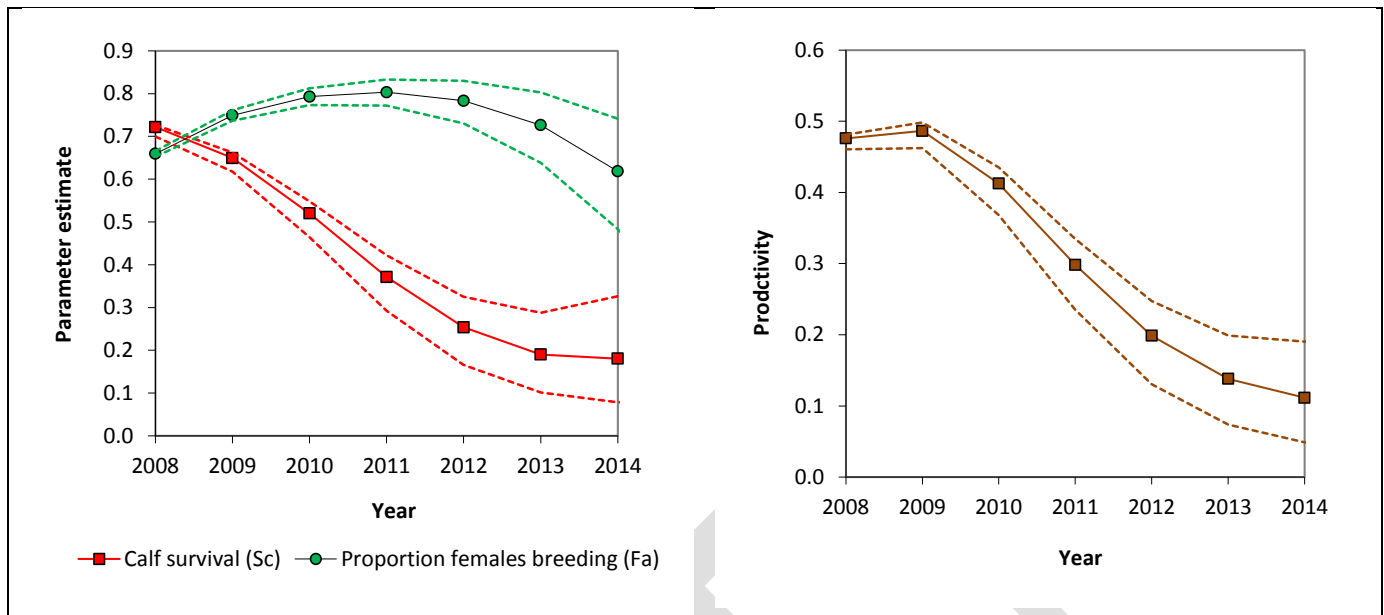 0.9
0.8
0.7
0.6
0.5
0.4
0.3
0.2
0.1
0.0
Parameter estimate
2008 2009 2010 2011 2012 2013 2014
Year
Calf survival (Sc) Proportion females breeding (Fa)
0.6
0.5
0.4
0.3
0.2
0.1
0.0
Prodctivity
2008 2009 2010 2011 2012 2013 2014
Year